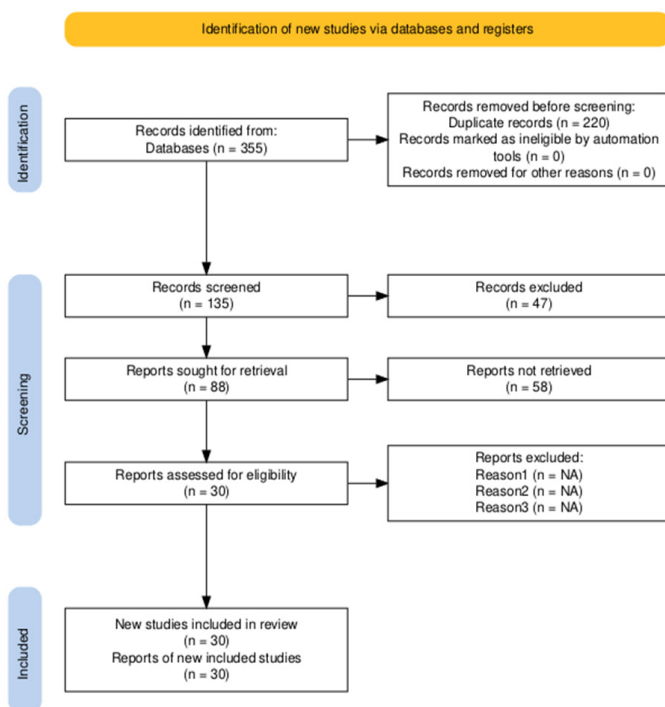 Identification of new studies via databases and registers
Identification
Records identified from:
Databases (n = 355)
Records removed before screening:
Duplicate records (n = 220)
Records marked as ineligible by automation
tools (n = 0)
Records removed for other reasons (n = 0)
Screening
Records screened
(n = 135)
Records excluded
(n = 47)
Reports sought for retrieval
(n = 88)
Reports not retrieved
(n = 58)
Reports assessed for eligibility
(n = 30)
Reports excluded:
Reason1 (n = NA)
Reason2 (n = NA)
Reason3 (n = NA)
Included
New studies included in review
(n = 30)
Reports of new included studies
(n = 30)